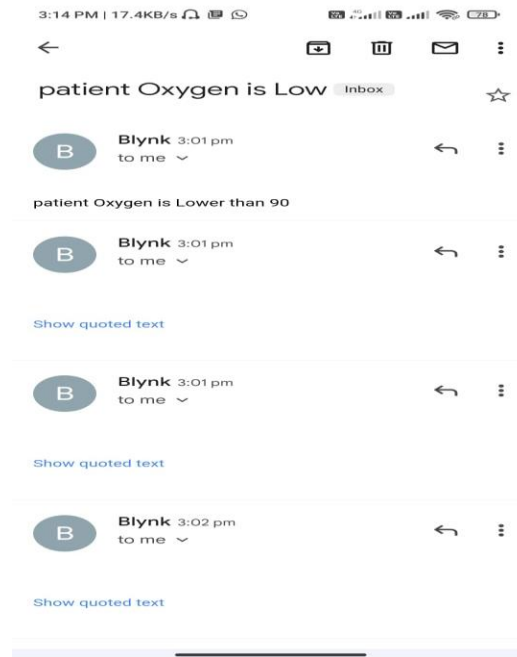 3:14 PM | 17.4KB/s 78
patient Oxygen is Low Inbox
B Blynk 3:01 pm
to me
patient Oxygen is Lower than 90
B Blynk 3:01 pm
to me
Show quoted text
B Blynk 3:01 pm
to me
Show quoted text
B Blynk 3:02 pm
to me
Show quoted text